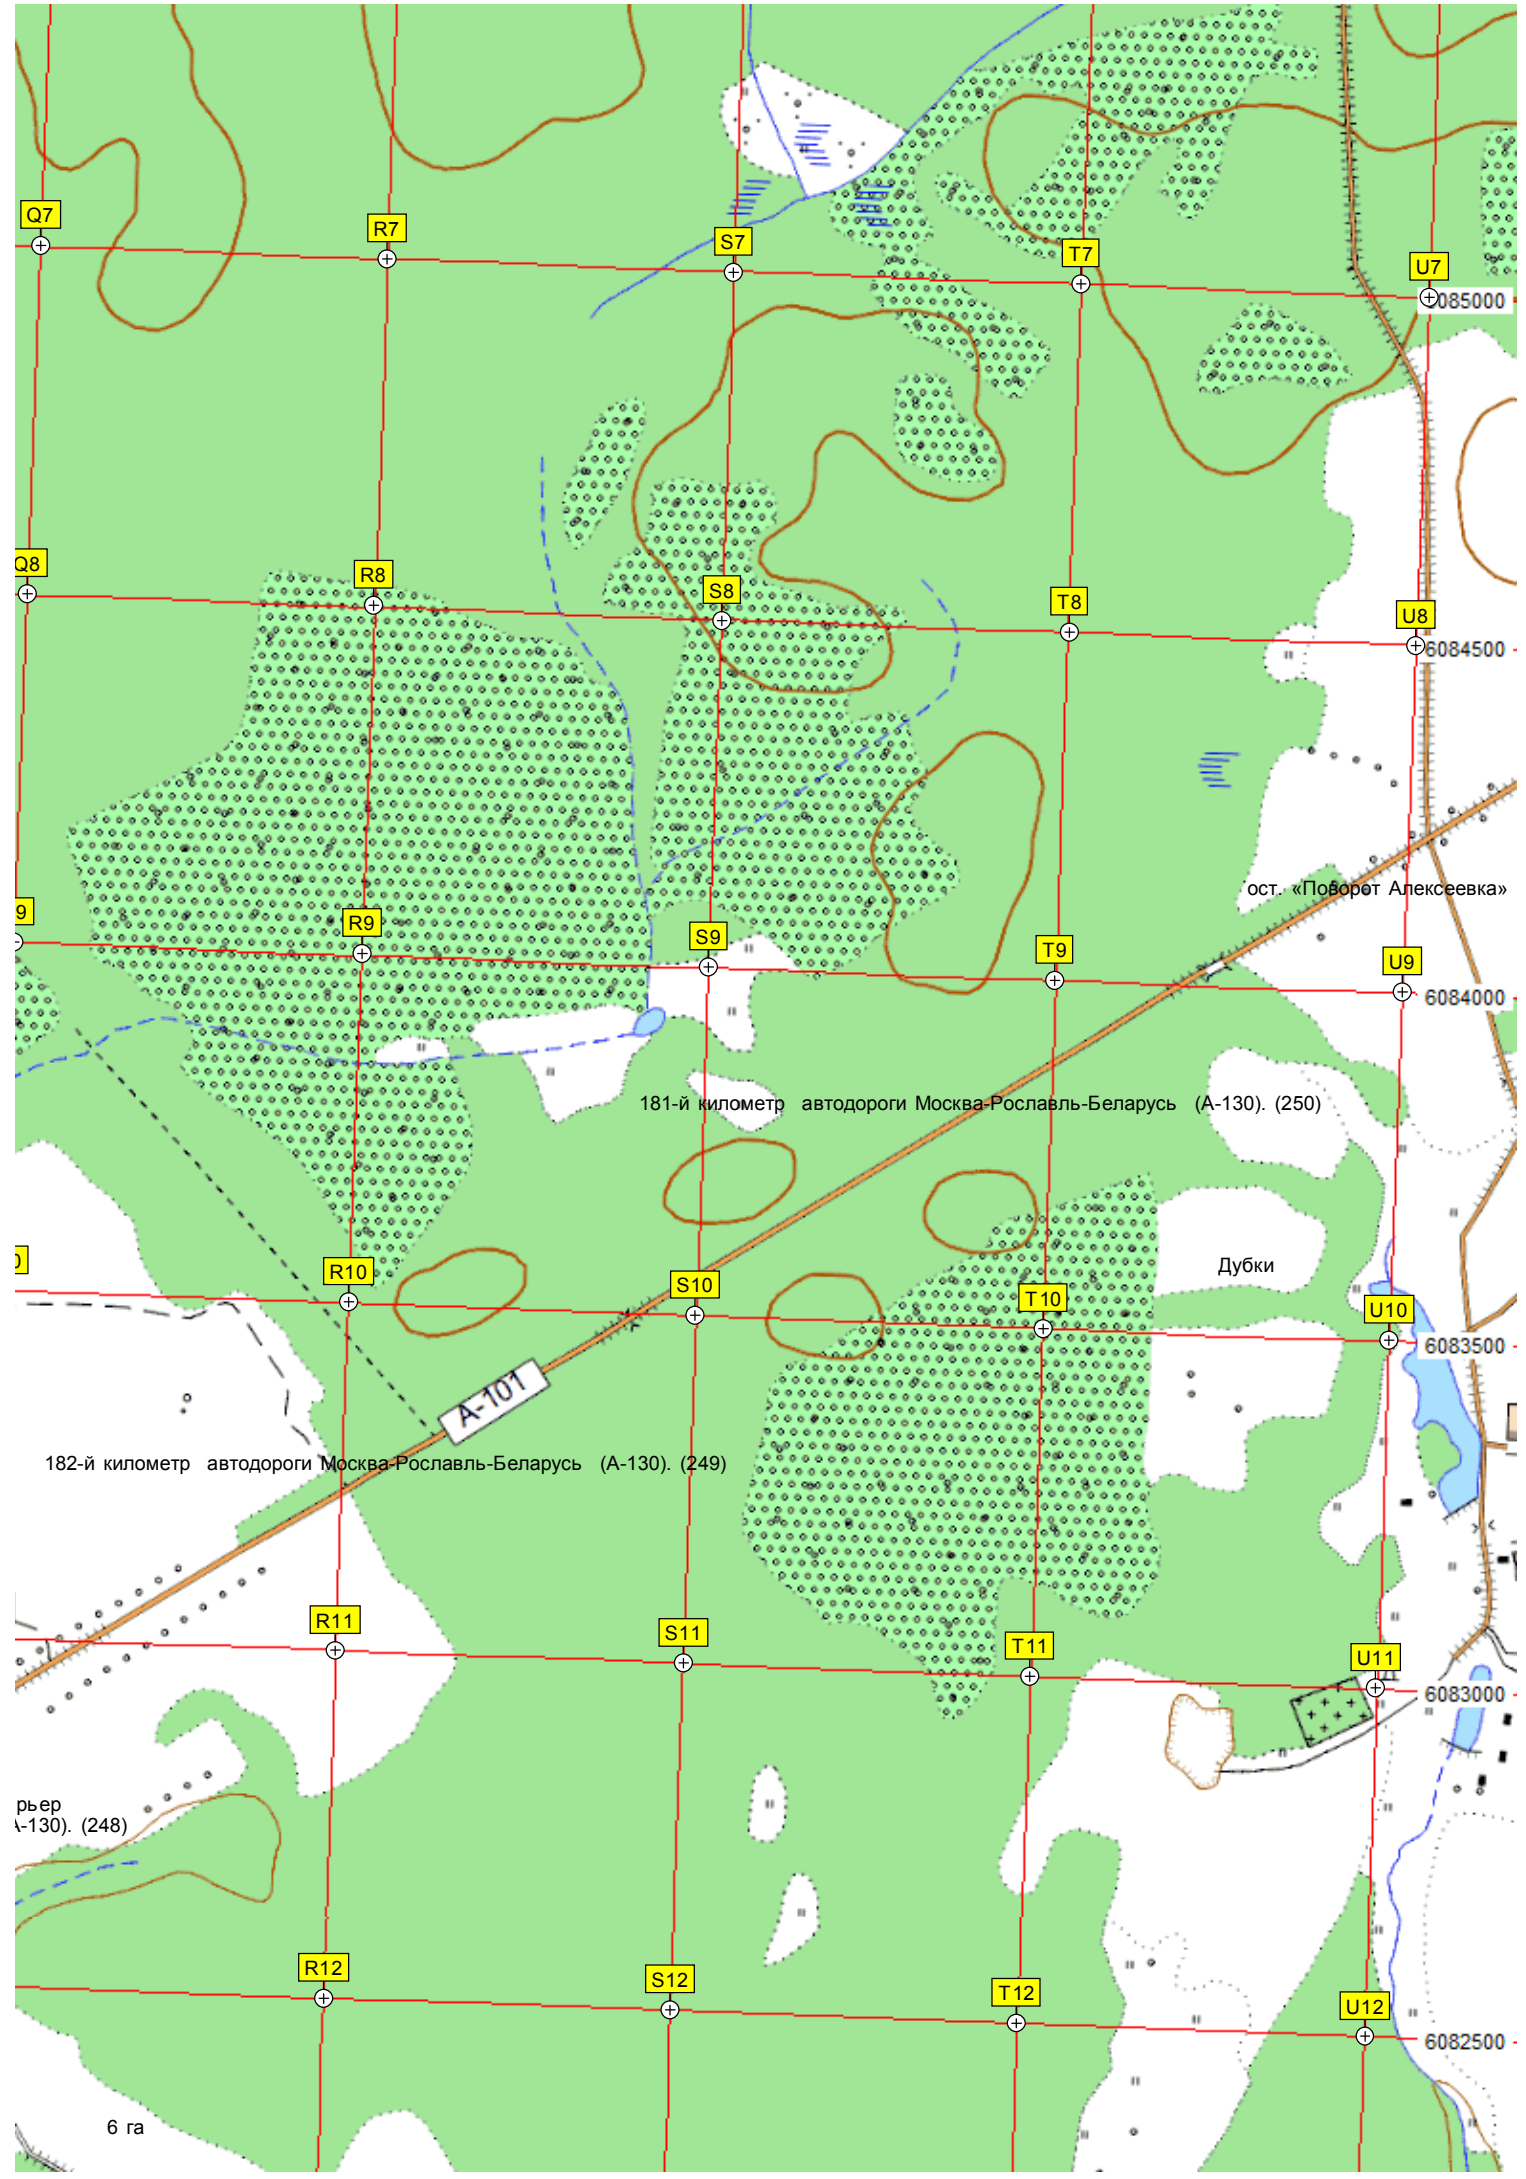 Q7
R7
S7
T7
U7
6085000
Q8
R8
S8
T8
U8
6084500
ост. «Поворот Алексеевка»
9
R9
S9
T9
U9
6084000
181-й километр автодороги Москва-Рославль-Беларусь (А-130). (250)
Дубки
R10
S10
T10
U10
6083500
А-101
182-й километр автодороги Москва-Рославль-Беларусь (А-130). (249)
R11
S11
T11
U11
6083000
рьер
А-130). (248)
R12
S12
T12
U12
6082500
6 га